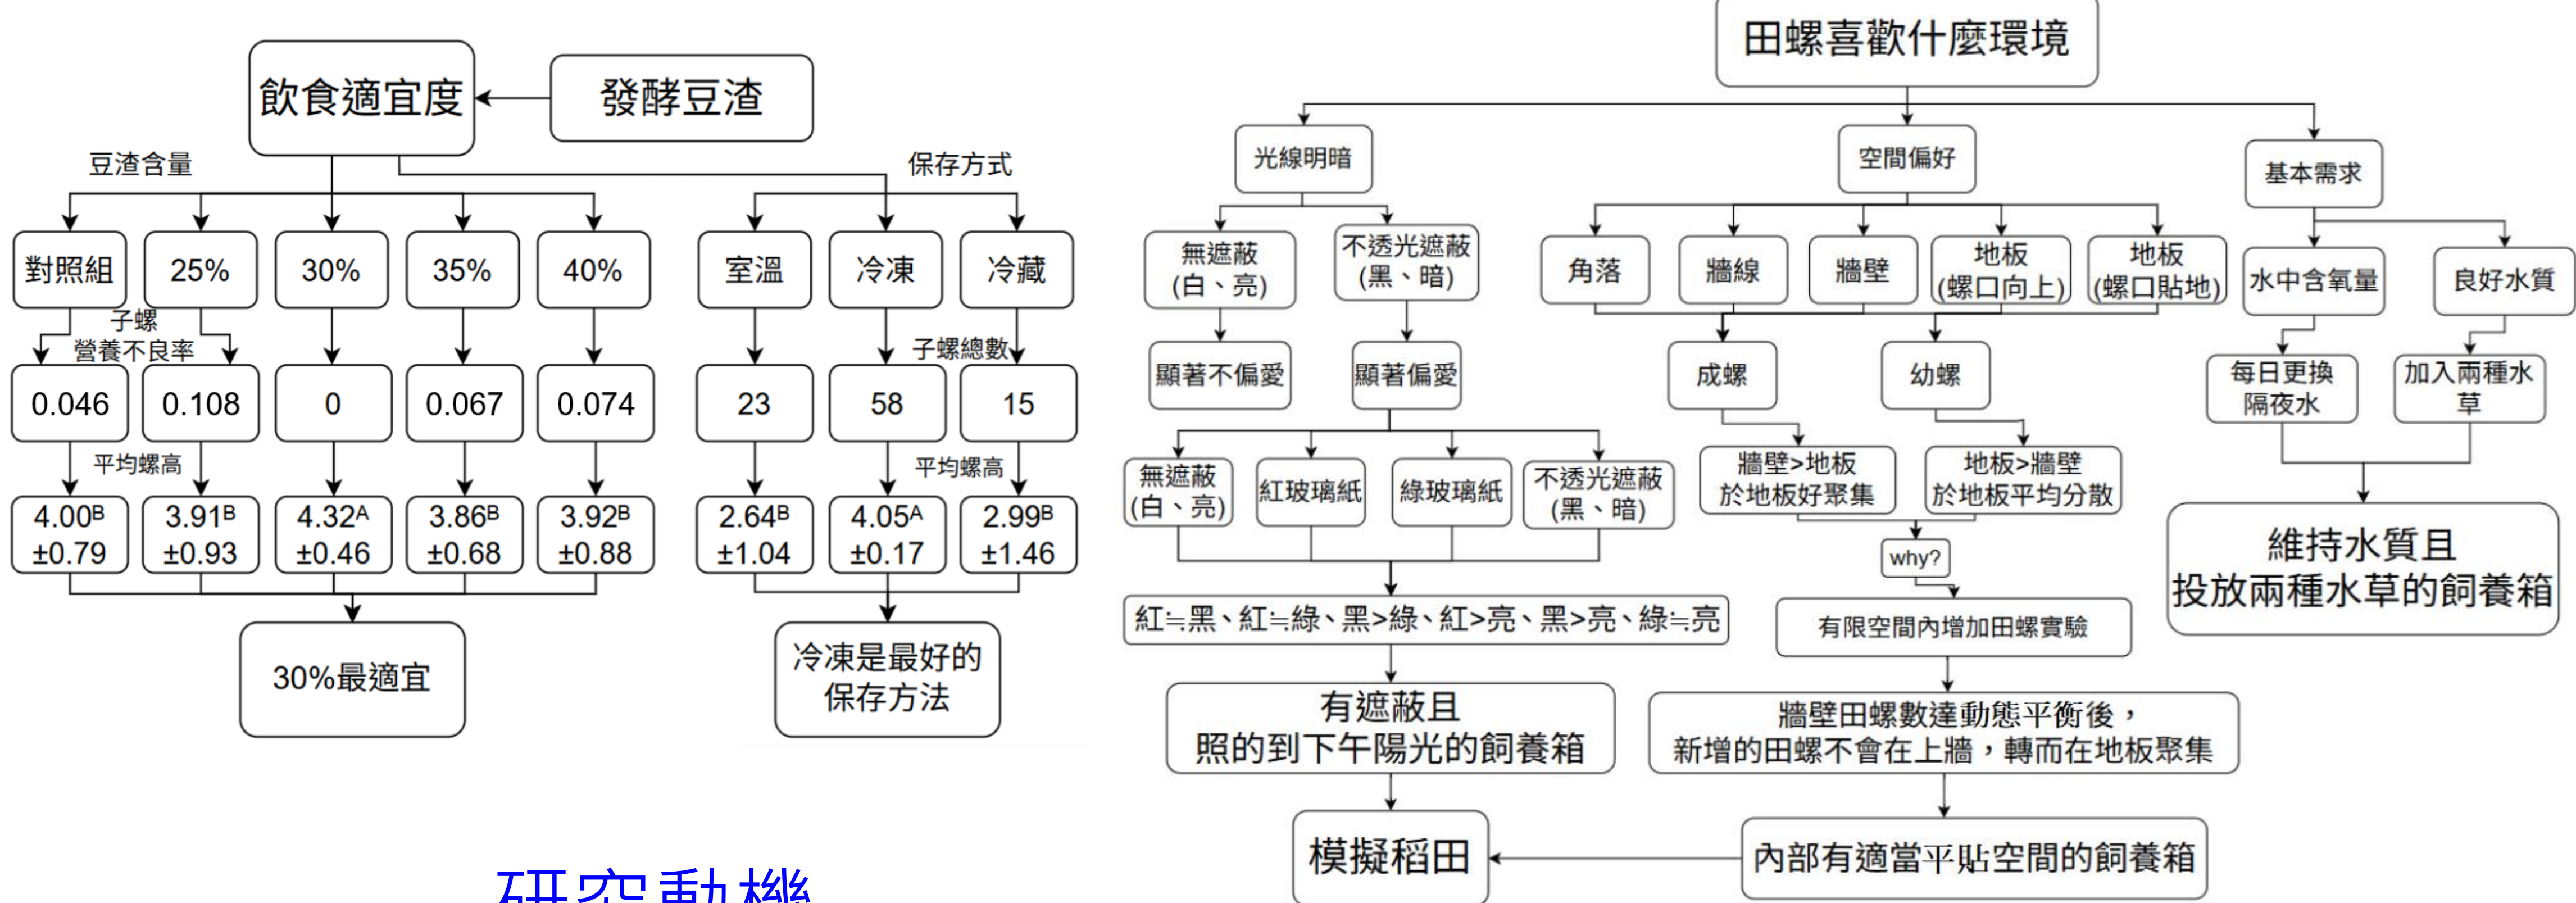 飲食適宜度
發酵豆渣
豆渣含量
保存方式
對照組
25%
30%
35%
40%
室溫
冷凍
冷藏
子螺
營養不良率
子螺總數
0.046
0.108
0
0.067
0.074
23
58
15
平均螺高
平均螺高
4.00ᴮ
±0.79
3.91ᴮ
±0.93
4.32ᴬ
±0.46
3.86ᴮ
±0.68
3.92ᴮ
±0.88
2.64ᴮ
±1.04
4.05ᴬ
±0.17
2.99ᴮ
±1.46
30%最適宜
冷凍是最好的
保存方法
研究動機
田螺喜歡什麼環境
光線明暗
空間偏好
基本需求
無遮蔽
(白、亮)
不透光遮蔽
(黑、暗)
角落
牆線
牆壁
地板
(螺口向上)
地板
(螺口貼地)
水中含氧量
良好水質
顯著不偏愛
顯著偏愛
成螺
幼螺
每日更換
隔夜水
加入兩種水
草
無遮蔽
(白、亮)
紅玻璃紙
綠玻璃紙
不透光遮蔽
(黑、暗)
牆壁>地板
於地板好聚集
地板>牆壁
於地板平均分散
why?
維持水質且
投放兩種水草的飼養箱
紅≒黑、紅≒綠、黑>綠、紅>亮、黑>亮、綠≒亮
有限空間內增加田螺實驗
有遮蔽且
照的到下午陽光的飼養箱
牆壁田螺數達動態平衡後，
新增的田螺不會在上牆，轉而在地板聚集
模擬稻田
內部有適當平貼空間的飼養箱